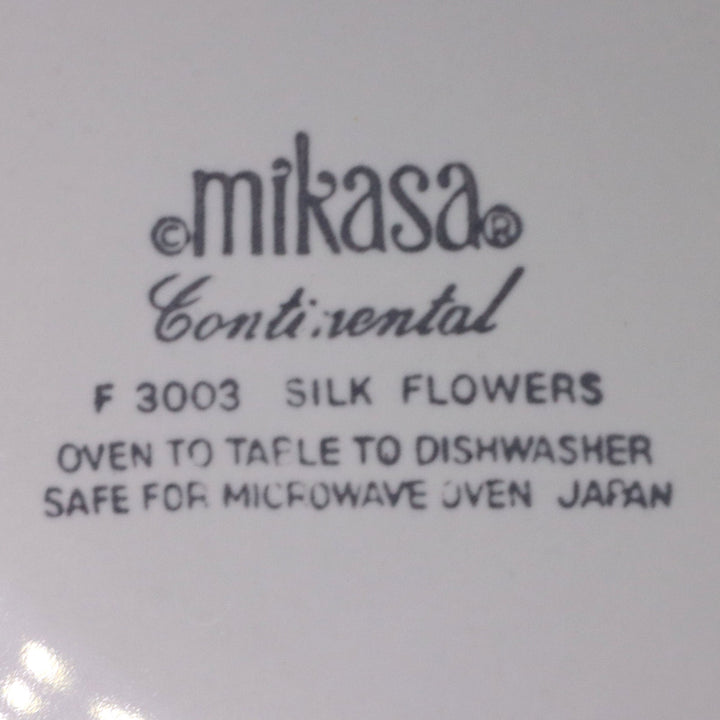 ©mikasa®
Continental
F 3003 SILK FLOWERS
OVEN TO TABLE TO DISHWASHER
SAFE FOR MICROWAVE OVEN JAPAN